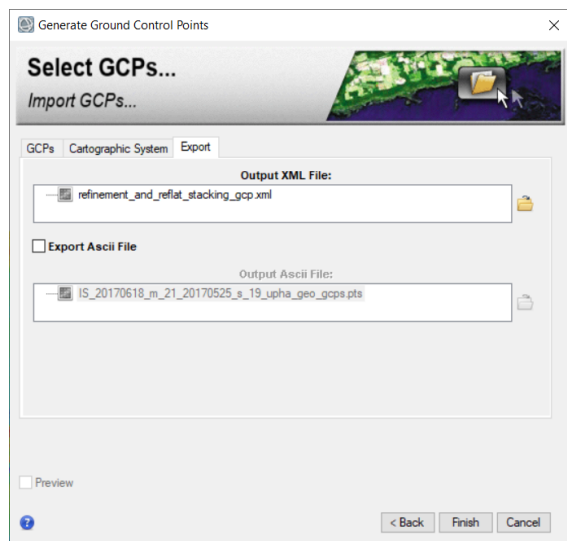 Generate Ground Control Points
Select GCPs...
Import GCPs...
GCPs Cartographic System Export
Output XML File:
refinement_and_reflat_stacking_gcp.xml
Export Ascii File
Output Ascii File:
IS_20170618_m_21_20170525_s_19_upha_geo_gcps.pts
Preview
< Back Finish Cancel